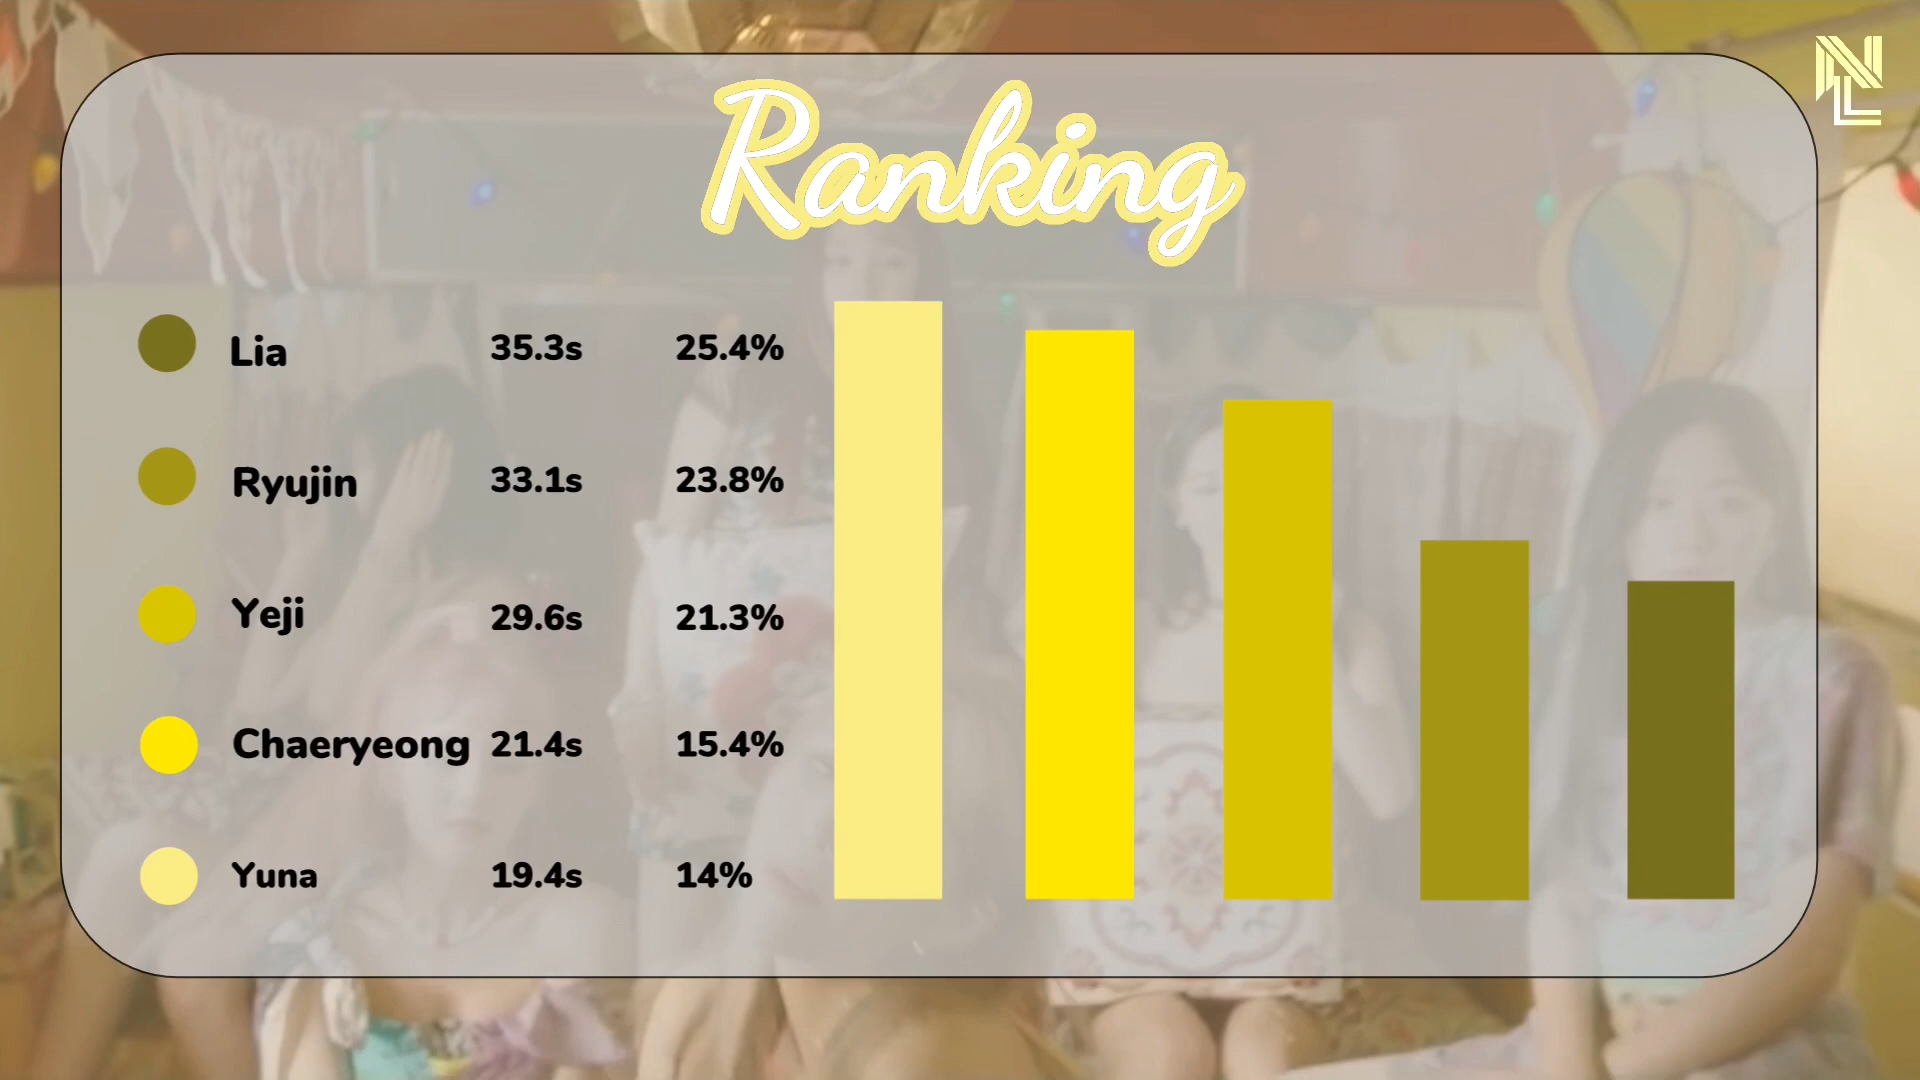 NL
Ranking
Lia 35.3s 25.4%
Ryujin 33.1s 23.8%
Yeji 29.6s 21.3%
Chaeryeong 21.4s 15.4%
Yuna 19.4s 14%